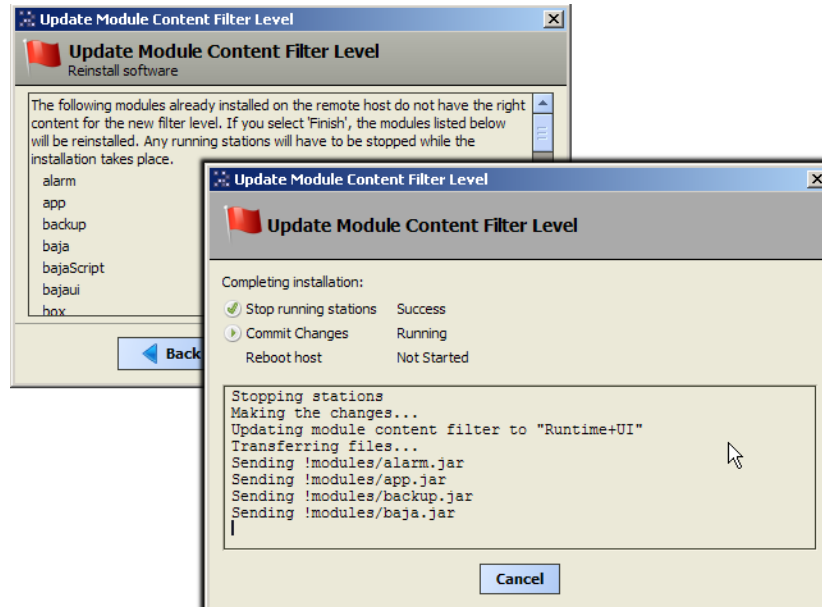 Update Module Content Filter Level
Update Module Content Filter Level
Reinstall software
The following modules already installed on the remote host do not have the right
content for the new filter level. If you select 'Finish', the modules listed below
will be reinstalled. Any running stations will have to be stopped while the
installation takes place.
alarm
app
backup
baja
bajaScript
bajaui
box
Back
Update Module Content Filter Level
Update Module Content Filter Level
Completing installation:
Stop running stations Success
Commit Changes Running
Reboot host Not Started
Stopping stations
Making the changes...
Updating module content filter to "Runtime+UI"
Transferring files...
Sending !modules/alarm.jar
Sending !modules/app.jar
Sending !modules/backup.jar
Sending !modules/baja.jar
Cancel